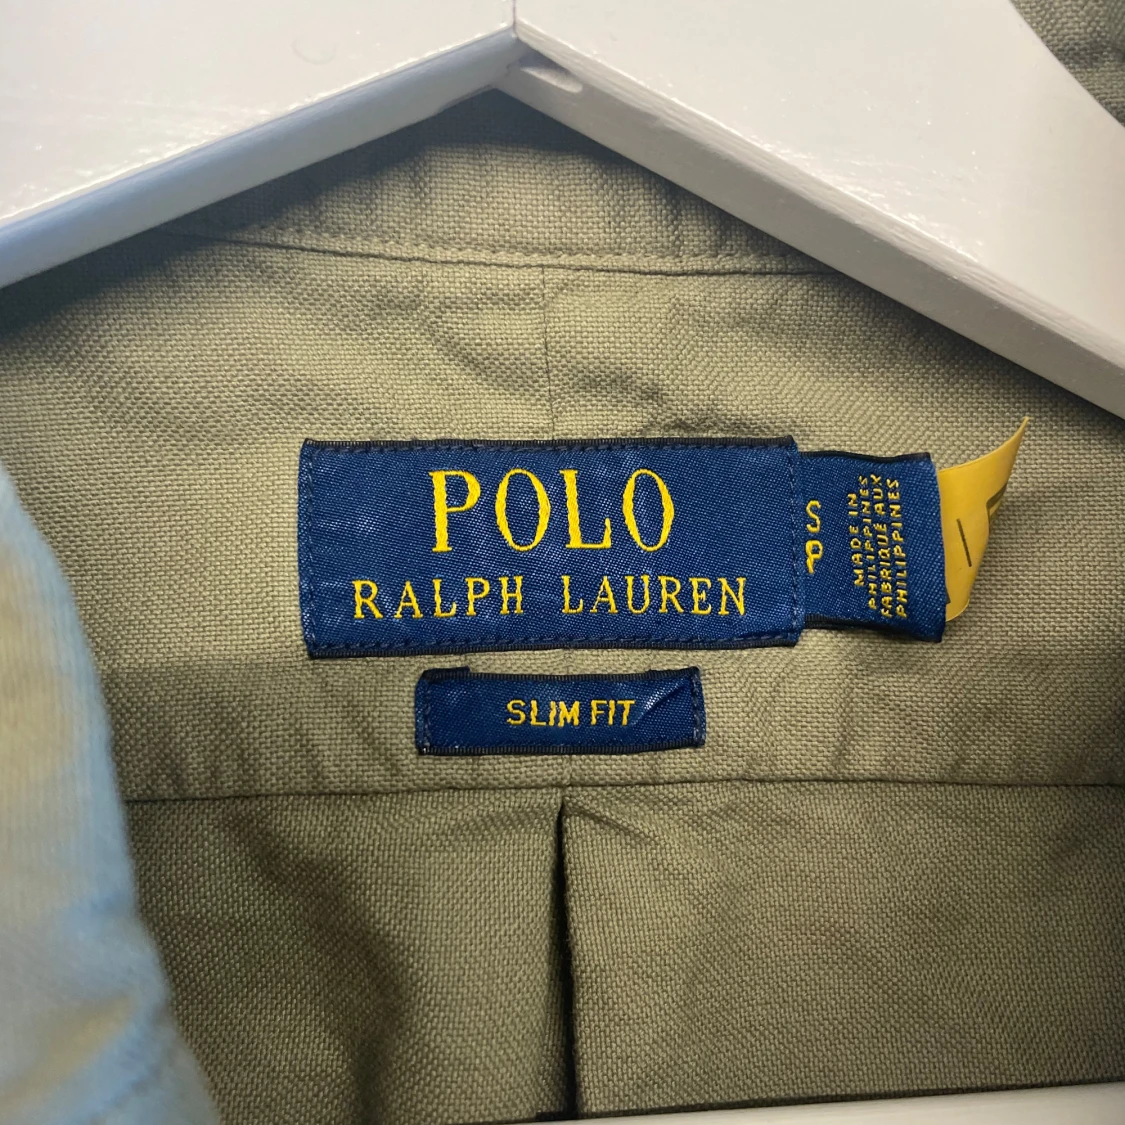 POLO
RALPH LAUREN
S
P
MADE IN
PHILIPPINES
FABRIQUÉ AUX
PHILIPPINES
SLIM FIT